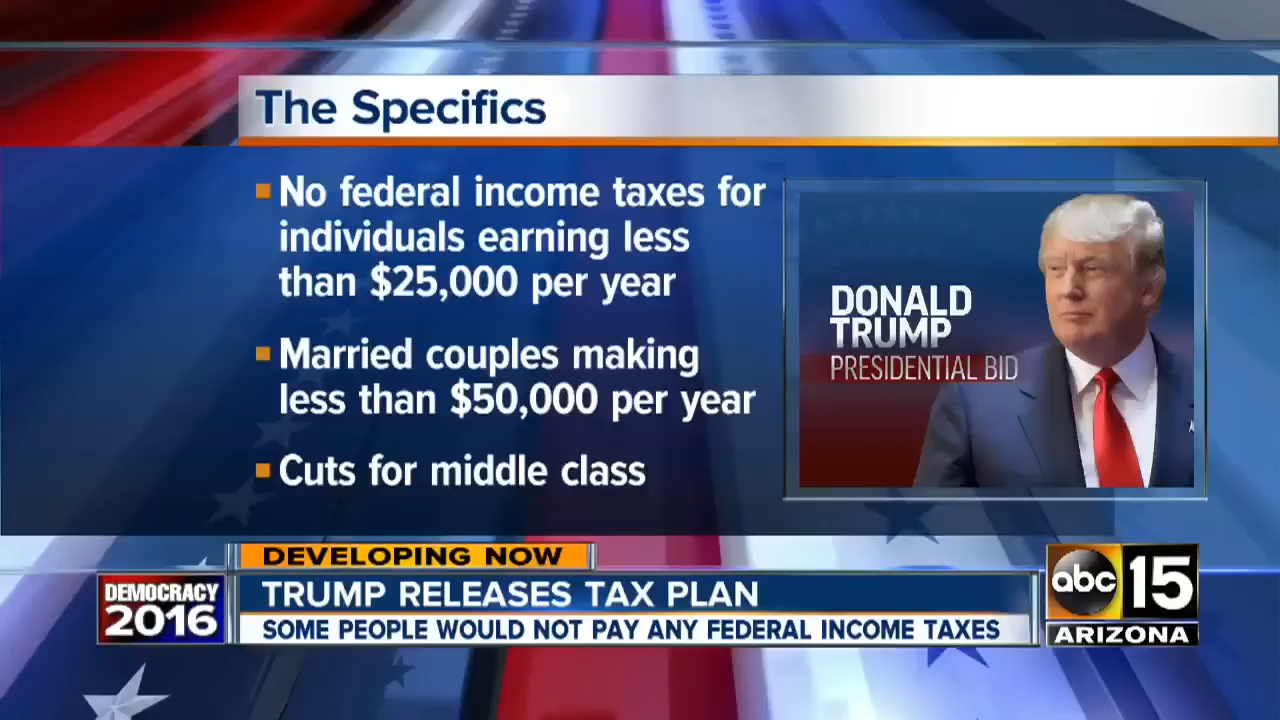 The Specifics
No federal income taxes for
individuals earning less
than $25,000 per year
Married couples making
less than $50,000 per year
Cuts for middle class
DONALD
TRUMP
PRESIDENTIAL BID
DEVELOPING NOW
DEMOCRACY
2016
TRUMP RELEASES TAX PLAN
SOME PEOPLE WOULD NOT PAY ANY FEDERAL INCOME TAXES
abc 15
ARIZONA